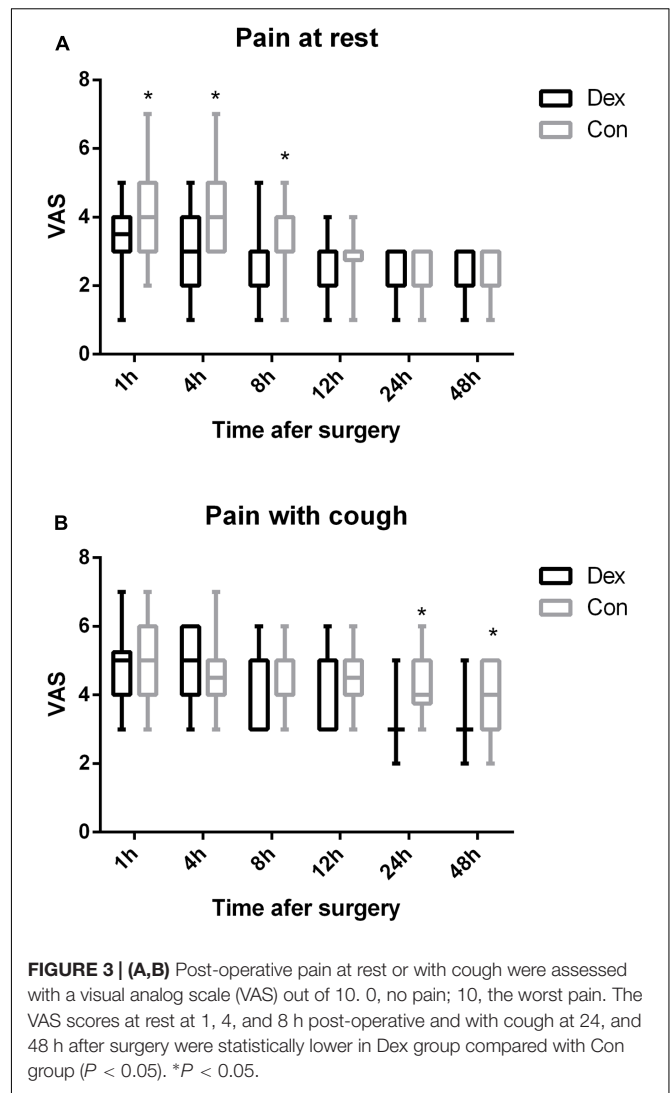 A
Pain at rest
8
6
4
2
0
VAS
* * *
Dex
Con
1h 4h 8h 12h 24h 48h
Time afer surgery
B
Pain with cough
8
6
4
2
0
VAS
* *
Dex
Con
1h 4h 8h 12h 24h 48h
Time afer surgery
FIGURE 3 | (A,B) Post-operative pain at rest or with cough were assessed
with a visual analog scale (VAS) out of 10. 0, no pain; 10, the worst pain. The
VAS scores at rest at 1, 4, and 8 h post-operative and with cough at 24, and
48 h after surgery were statistically lower in Dex group compared with Con
group (P < 0.05). *P < 0.05.